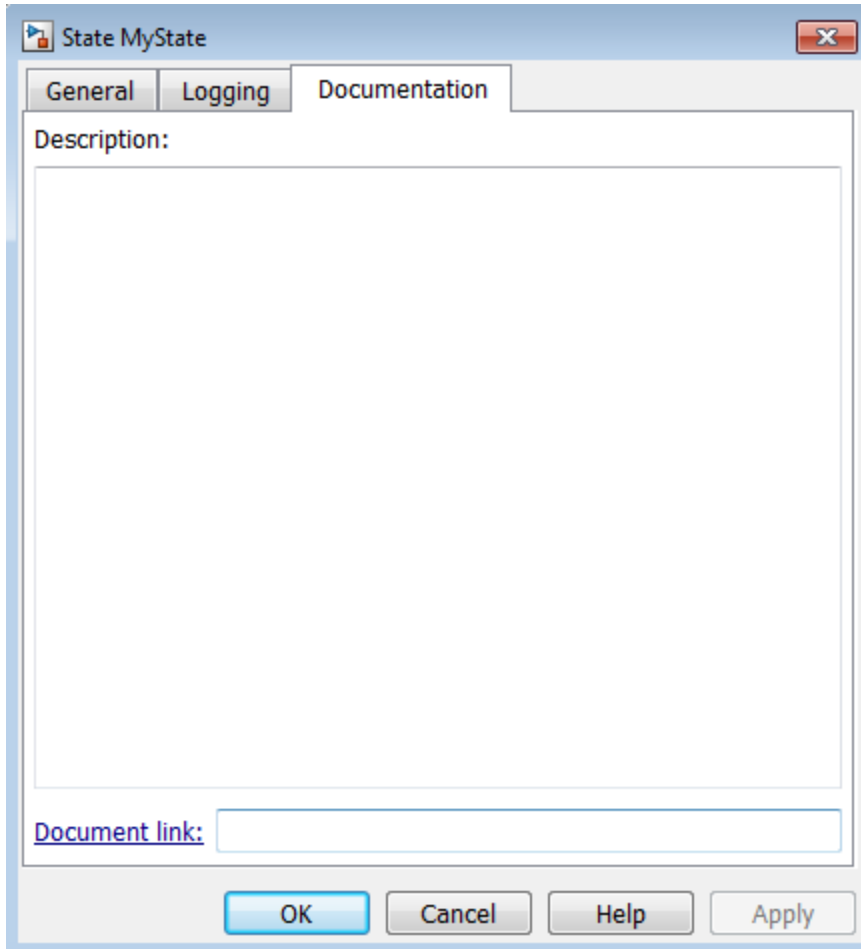 State MyState
General Logging Documentation
Description:
Document link:
OK Cancel Help Apply